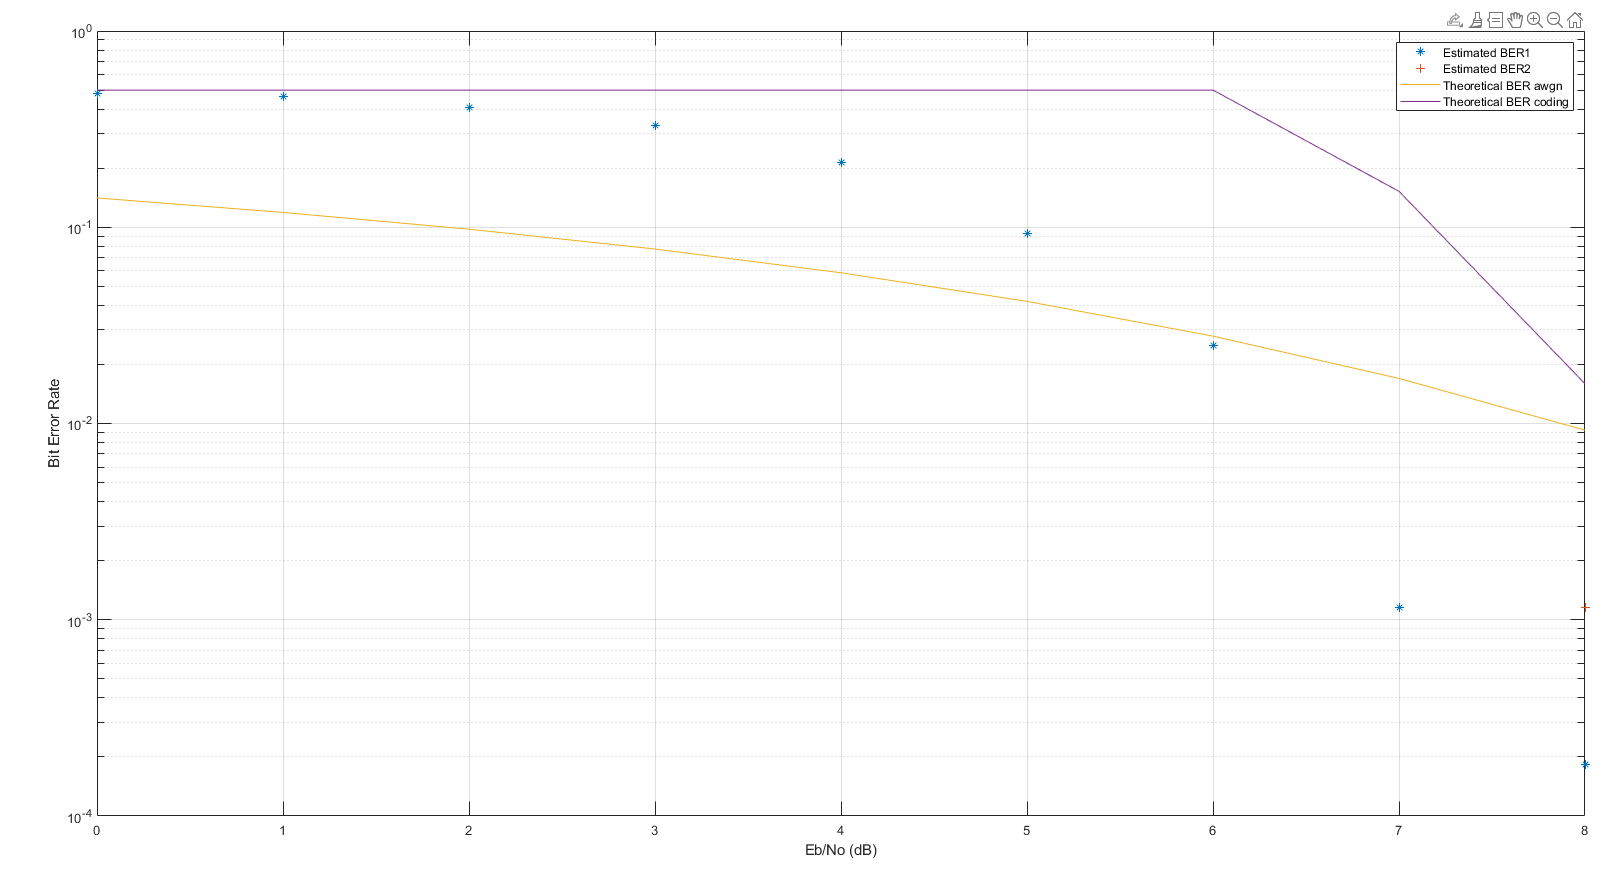 10^0
Estimated BER1
Estimated BER2
Theoretical BER awgn
Theoretical BER coding
10^-1
10^-2
10^-3
10^-4
Bit Error Rate
0 1 2 3 4 5 6 7 8
Eb/No (dB)